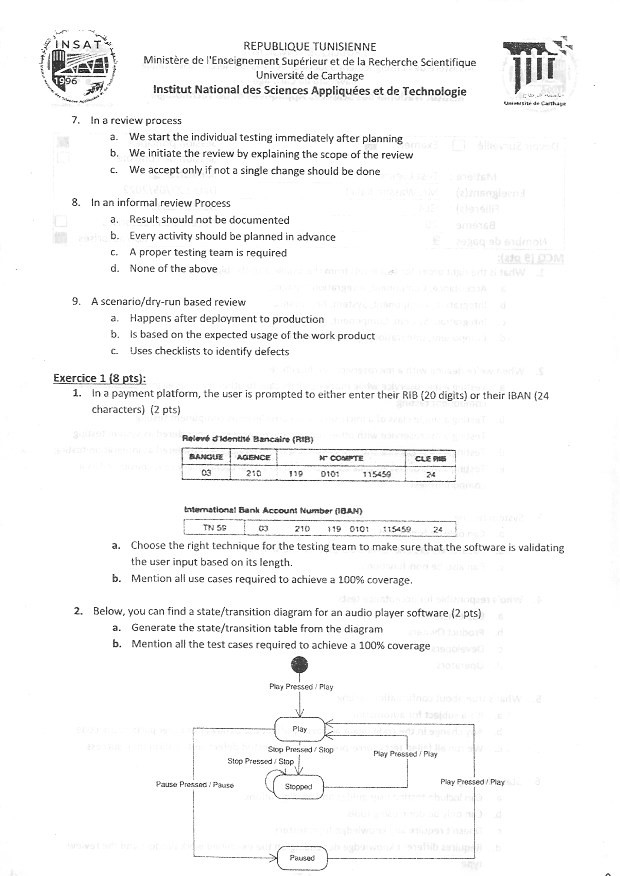 INSAT
1996
REPUBLIQUE TUNISIENNE
Ministère de l'Enseignement Supérieur et de la Recherche Scientifique
Université de Carthage
Institut National des Sciences Appliquées et de Technologie
Université de Carthage
7. In a review process
a. We start the individual testing immediately after planning
b. We initiate the review by explaining the scope of the review
c. We accept only if not a single change should be done
8. In an informal review Process
a. Result should not be documented
b. Every activity should be planned in advance
c. A proper testing team is required
d. None of the above
9. A scenario/dry-run based review
a. Happens after deployment to production
b. Is based on the expected usage of the work product
c. Uses checklists to identify defects
Exercice 1 (8 pts):
1. In a payment platform, the user is prompted to either enter their RIB (20 digits) or their IBAN (24
characters) (2 pts)
Relevé d'Identité Bancaire (RIB)
BANQUE AGENCE N° COMPTE CLE RIB
03 210 119 0101 115459 24
International Bank Account Number (IBAN)
TN 59 03 210 119 0101 115459 24
a. Choose the right technique for the testing team to make sure that the software is validating
the user input based on its length.
b. Mention all use cases required to achieve a 100% coverage.
2. Below, you can find a state/transition diagram for an audio player software (2 pts)
a. Generate the state/transition table from the diagram
b. Mention all the test cases required to achieve a 100% coverage
Play Pressed / Play
Play
Stop Pressed / Stop
Play Pressed / Play
Stop Pressed / Stop
Pause Pressed / Pause
Stopped
Play Pressed / Play
Paused